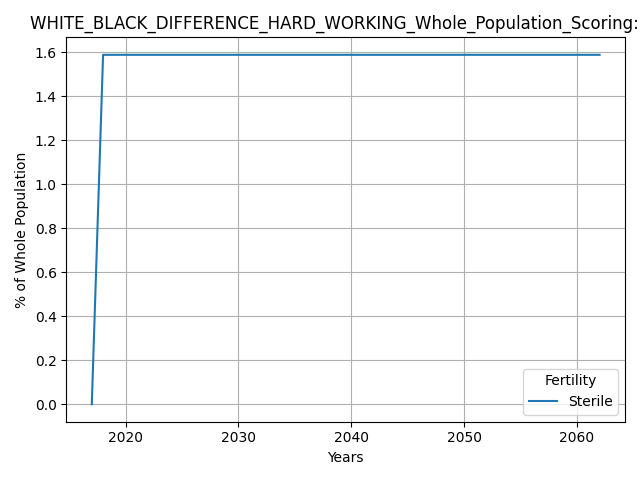 WHITE_BLACK_DIFFERENCE_HARD_WORKING_Whole_Population_Scoring:
1.6
1.4
1.2
1.0
0.8
0.6
0.4
0.2
0.0
% of Whole Population
Fertility
Sterile
2020 2030 2040 2050 2060
Years